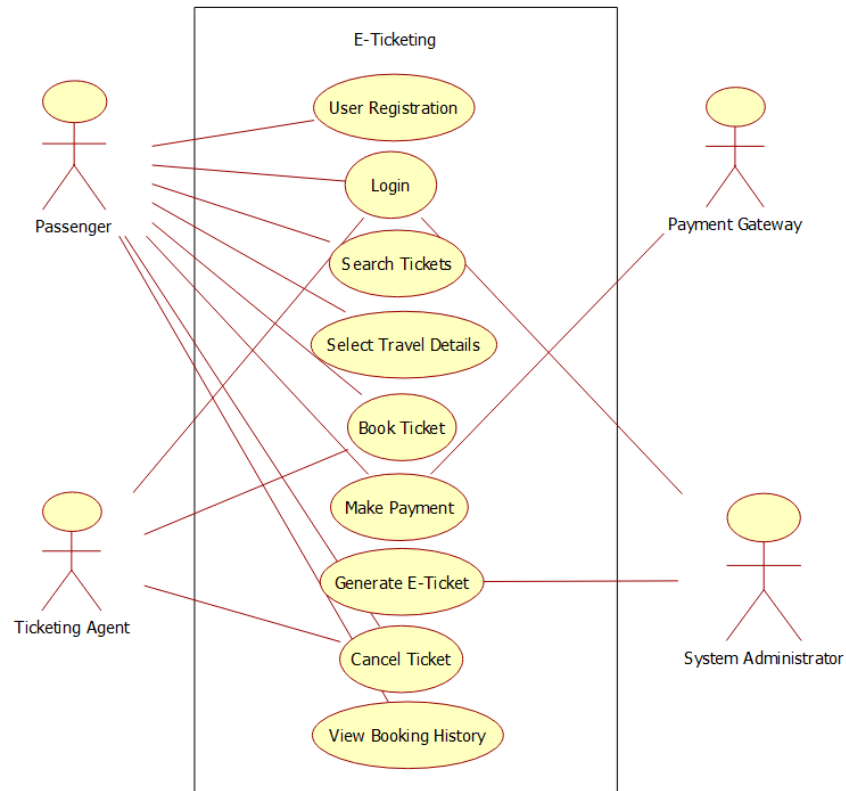 E-Ticketing
User Registration
Login
Search Tickets
Select Travel Details
Book Ticket
Make Payment
Generate E-Ticket
Cancel Ticket
View Booking History
Passenger
Ticketing Agent
Payment Gateway
System Administrator